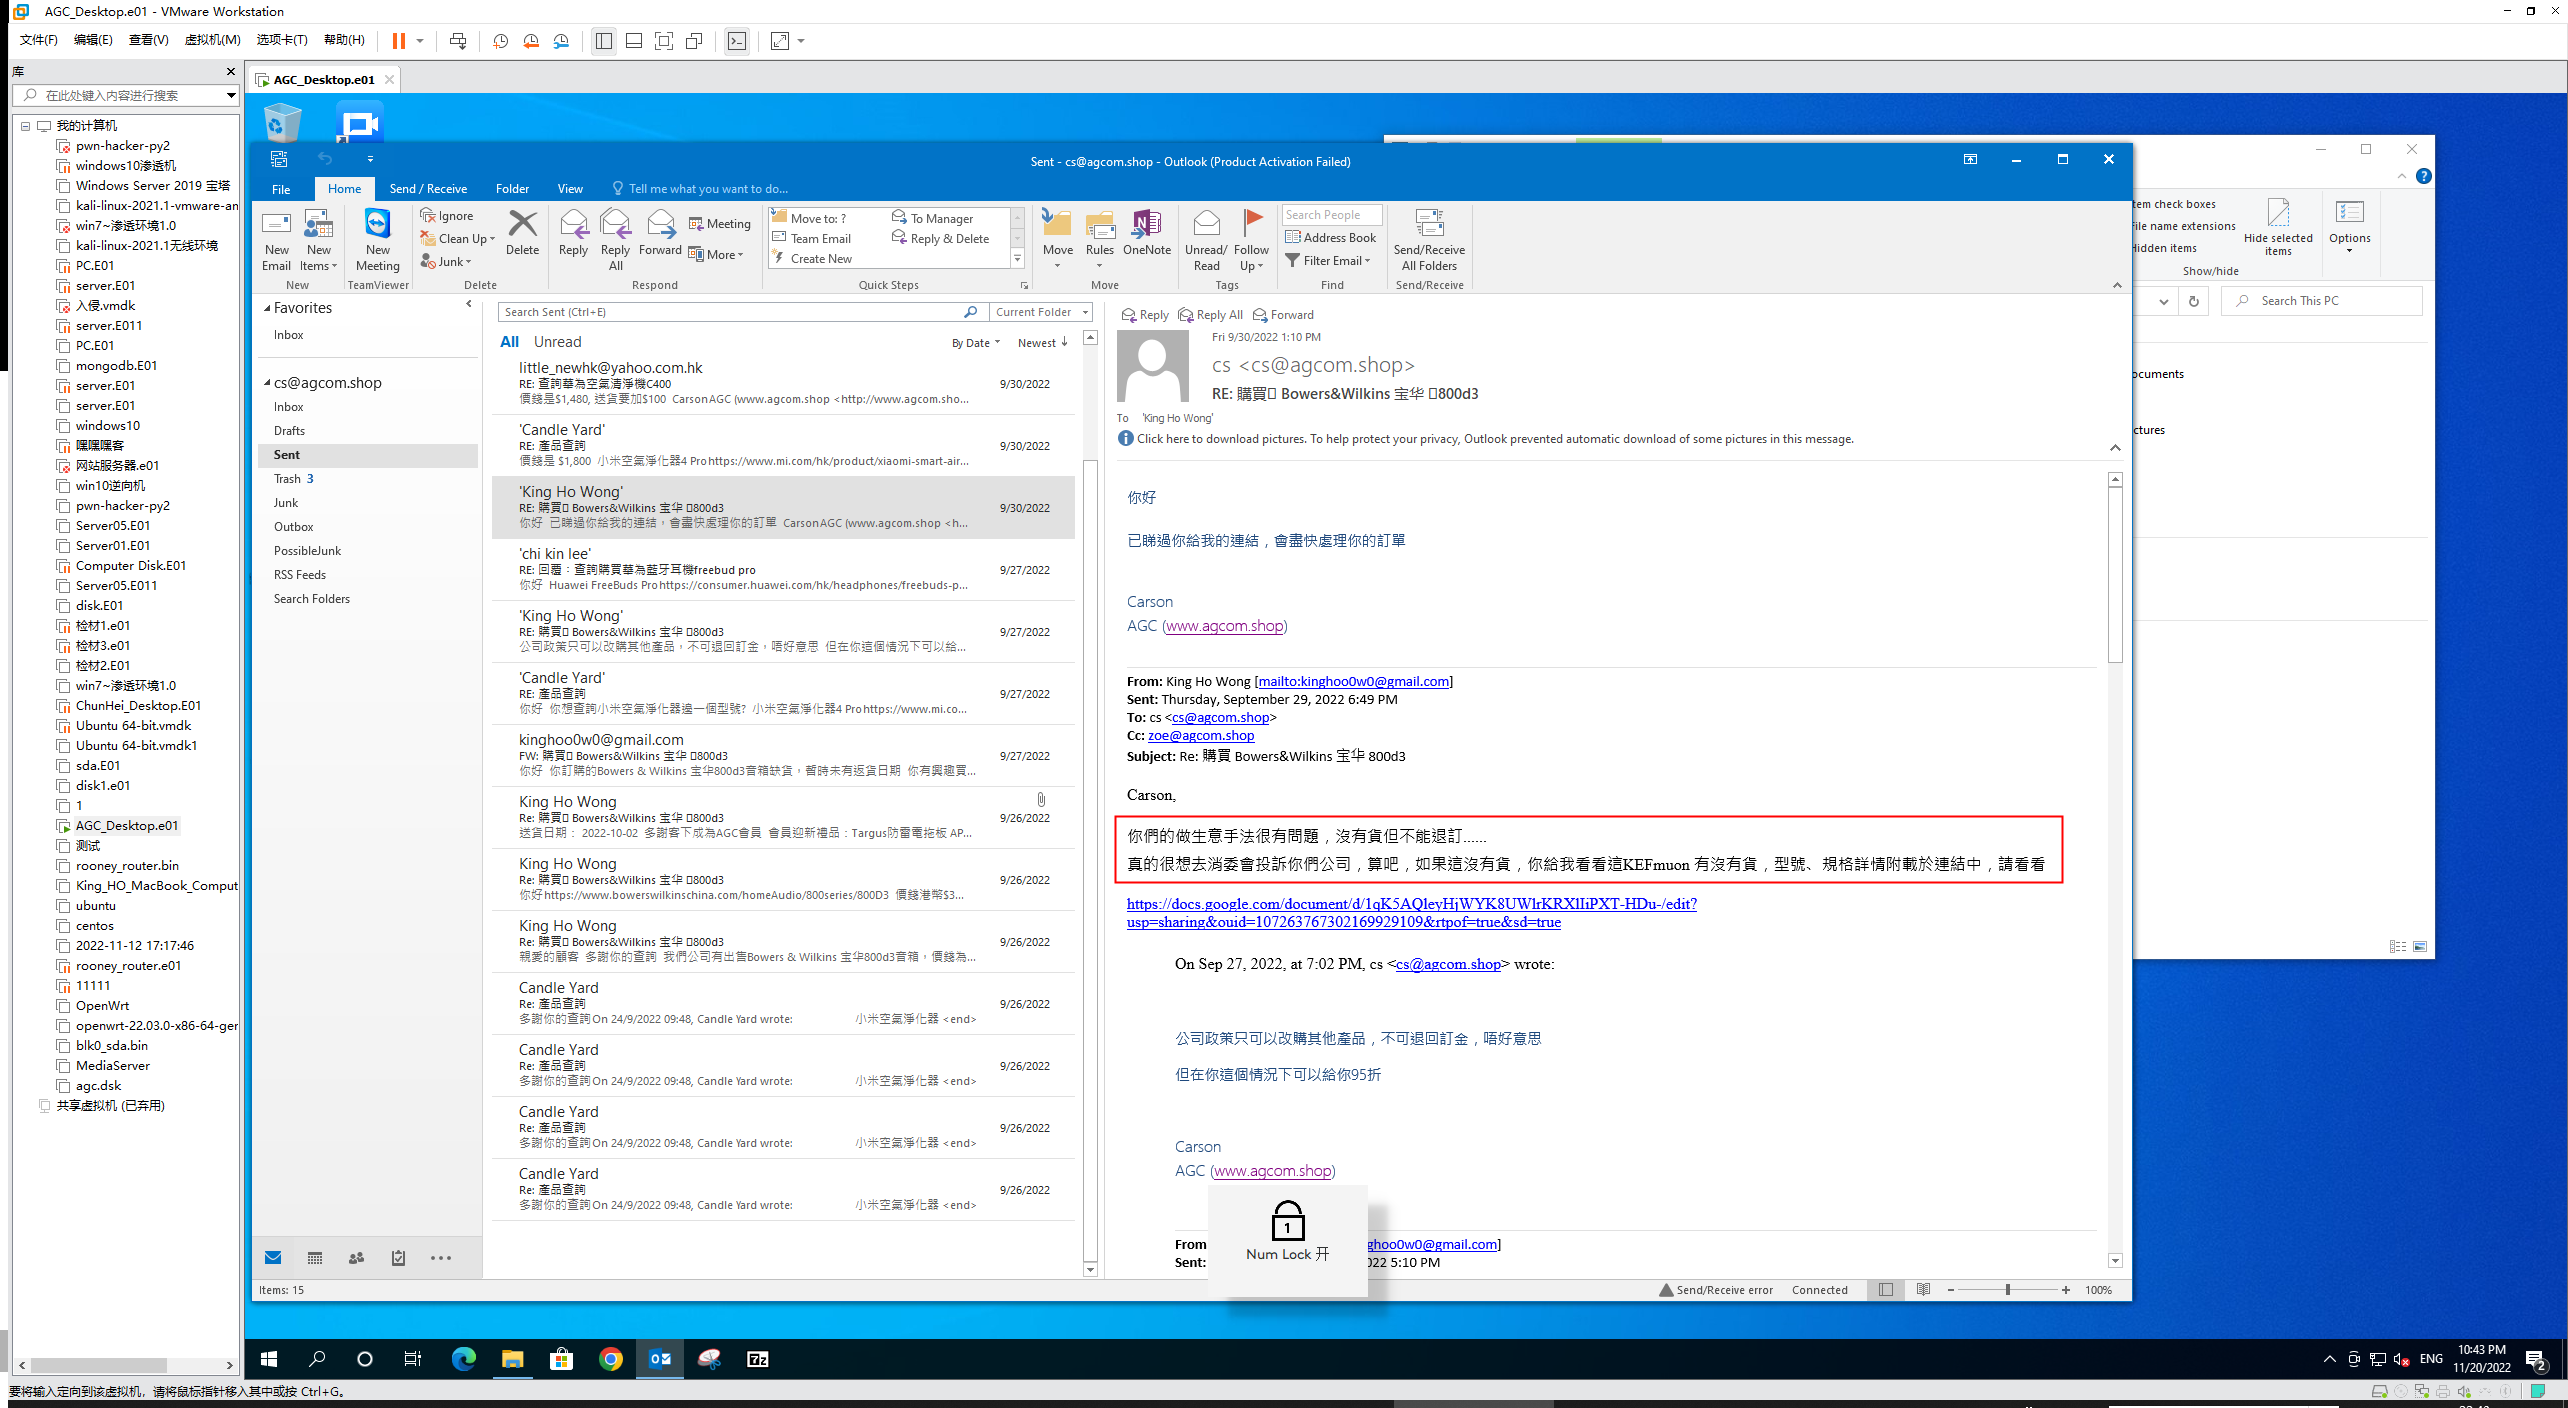 AGC_Desktop.e01 - VMware Workstation
文件(F) 编辑(E) 查看(V) 虚拟机(M) 选项卡(T) 帮助(H)
库
在此处键入内容进行搜索
我的计算机
pwn-hacker-py2
windows10渗透机
Windows Server 2019 宝塔
kali-linux-2021.1-vmware-an
win7~渗透环境1.0
kali-linux-2021.1无线环境
PC.E01
server.E01
入侵.vmdk
server.E011
PC.E01
mongodb.E01
server.E01
server.E01
windows10
嘿嘿嘿客
网站服务器.e01
win10逆向机
pwn-hacker-py2
Server05.E01
Server01.E01
Computer Disk.E01
Server05.E011
disk.E01
检材1.e01
检材3.e01
检材2.E01
win7~渗透环境1.0
ChunHei_Desktop.E01
Ubuntu 64-bit.vmdk
Ubuntu 64-bit.vmdk1
sda.E01
disk1.e01
1
AGC_Desktop.e01
测试
rooney_router.bin
King_HO_MacBook_Comput
ubuntu
centos
2022-11-12 17:17:46
rooney_router.e01
11111
OpenWrt
openwrt-22.03.0-x86-64-ger
blk0_sda.bin
MediaServer
agc.dsk
共享虚拟机 (已弃用)
AGC_Desktop.e01
Sent - cs@agcom.shop - Outlook (Product Activation Failed)
File Home Send / Receive Folder View Tell me what you want to do...
New Email
New Items
New
New Meeting
TeamViewer
Ignore
Clean Up
Junk
Delete
Delete
Reply
Reply All
Forward
Meeting
More
Respond
Move to: ?
Team Email
Create New
To Manager
Reply & Delete
Quick Steps
Move
Rules
OneNote
Move
Unread/ Read
Follow Up
Tags
Search People
Address Book
Filter Email
Find
Send/Receive All Folders
Send/Receive
Favorites
Inbox
cs@agcom.shop
Inbox
Drafts
Sent
Trash 3
Junk
Outbox
PossibleJunk
RSS Feeds
Search Folders
Search Sent (Ctrl+E) Current Folder
All Unread By Date Newest
little_newhk@yahoo.com.hk
RE: 查詢華為空氣清淨機C400 9/30/2022
價錢是$1,480, 送貨要加$100 CarsonAGC (www.agcom.shop <http://www.agcom.sho...
'Candle Yard'
RE: 產品查詢 9/30/2022
價錢是 $1,800 小米空氣淨化器4 Prohttps://www.mi.com/hk/product/xiaomi-smart-air...
'King Ho Wong'
RE: 購買 Bowers&Wilkins 宝华 800d3 9/30/2022
你好 已睇過你給我的連結，會盡快處理你的訂單 CarsonAGC (www.agcom.shop <h...
'chi kin lee'
RE: 回覆：查詢購買華為藍牙耳機freebud pro 9/27/2022
你好 Huawei FreeBuds Prohttps://consumer.huawei.com/hk/headphones/freebuds-p...
'King Ho Wong'
RE: 購買 Bowers&Wilkins 宝华 800d3 9/27/2022
公司政策只可以改購其他產品，不可退回訂金，唔好意思 但在你這個情況下可以給...
'Candle Yard'
RE: 產品查詢 9/27/2022
你好 你想查詢小米空氣淨化器邊一個型號? 小米空氣淨化器4 Prohttps://www.mi.co...
kinghoo0w0@gmail.com
FW: 購買 Bowers&Wilkins 宝华 800d3 9/27/2022
你好 你訂購的Bowers & Wilkins 宝华800d3音箱缺貨，暫時未有返貨日期 你有興趣買...
King Ho Wong
Re: 購買 Bowers&Wilkins 宝华 800d3 9/26/2022
送貨日期： 2022-10-02 多謝客下成為AGC會員 會員迎新禮品：Targus防雷電拖板 AP...
King Ho Wong
Re: 購買 Bowers&Wilkins 宝华 800d3 9/26/2022
你好https://www.bowerswilkinschina.com/homeAudio/800series/800D3 價錢港幣$3...
King Ho Wong
Re: 購買 Bowers&Wilkins 宝华 800d3 9/26/2022
親愛的顧客 多謝你的查詢 我們公司有出售Bowers & Wilkins 宝华800d3音箱，價錢為...
Candle Yard
Re: 產品查詢 9/26/2022
多謝你的查詢On 24/9/2022 09:48, Candle Yard wrote: 小米空氣淨化器 <end>
Candle Yard
Re: 產品查詢 9/26/2022
多謝你的查詢On 24/9/2022 09:48, Candle Yard wrote: 小米空氣淨化器 <end>
Candle Yard
Re: 產品查詢 9/26/2022
多謝你的查詢On 24/9/2022 09:48, Candle Yard wrote: 小米空氣淨化器 <end>
Candle Yard
Re: 產品查詢 9/26/2022
多謝你的查詢On 24/9/2022 09:48, Candle Yard wrote: 小米空氣淨化器 <end>
Reply Reply All Forward
Fri 9/30/2022 1:10 PM
cs <cs@agcom.shop>
RE: 購買 Bowers&Wilkins 宝华 800d3
To 'King Ho Wong'
Click here to download pictures. To help protect your privacy, Outlook prevented automatic download of some pictures in this message.
你好
已睇過你給我的連結，會盡快處理你的訂單
Carson
AGC (www.agcom.shop)
From: King Ho Wong [mailto:kinghoo0w0@gmail.com]
Sent: Thursday, September 29, 2022 6:49 PM
To: cs <cs@agcom.shop>
Cc: zoe@agcom.shop
Subject: Re: 購買 Bowers&Wilkins 宝华 800d3
Carson,
你們的做生意手法很有問題，沒有貨但不能退訂......
真的很想去消委會投訴你們公司，算吧，如果這沒有貨，你給我看看這KEFmuon 有沒有貨，型號、規格詳情附載於連結中，請看看
https://docs.google.com/document/d/1qK5AQleyHjWYK8UWlrKRXlIiPXT-HDu-/edit?
usp=sharing&ouid=107263767302169929109&rtpof=true&sd=true
On Sep 27, 2022, at 7:02 PM, cs <cs@agcom.shop> wrote:
公司政策只可以改購其他產品，不可退回訂金，唔好意思
但在你這個情況下可以給你95折
Carson
AGC (www.agcom.shop)
From ghoo0w0@gmail.com]
Sent: 022 5:10 PM
1
Num Lock 开
Items: 15 Send/Receive error Connected 100%
tem check boxes
File name extensions
Hidden items
Hide selected items
Show/hide
Options
Search This PC
ocuments
ctures
ENG
10:43 PM
11/20/2022
2
要将输入定向到该虚拟机，请将鼠标指针移入其中或按 Ctrl+G。